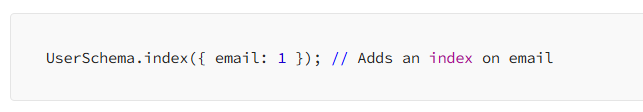 UserSchema.index({ email: 1 }); // Adds an index on email